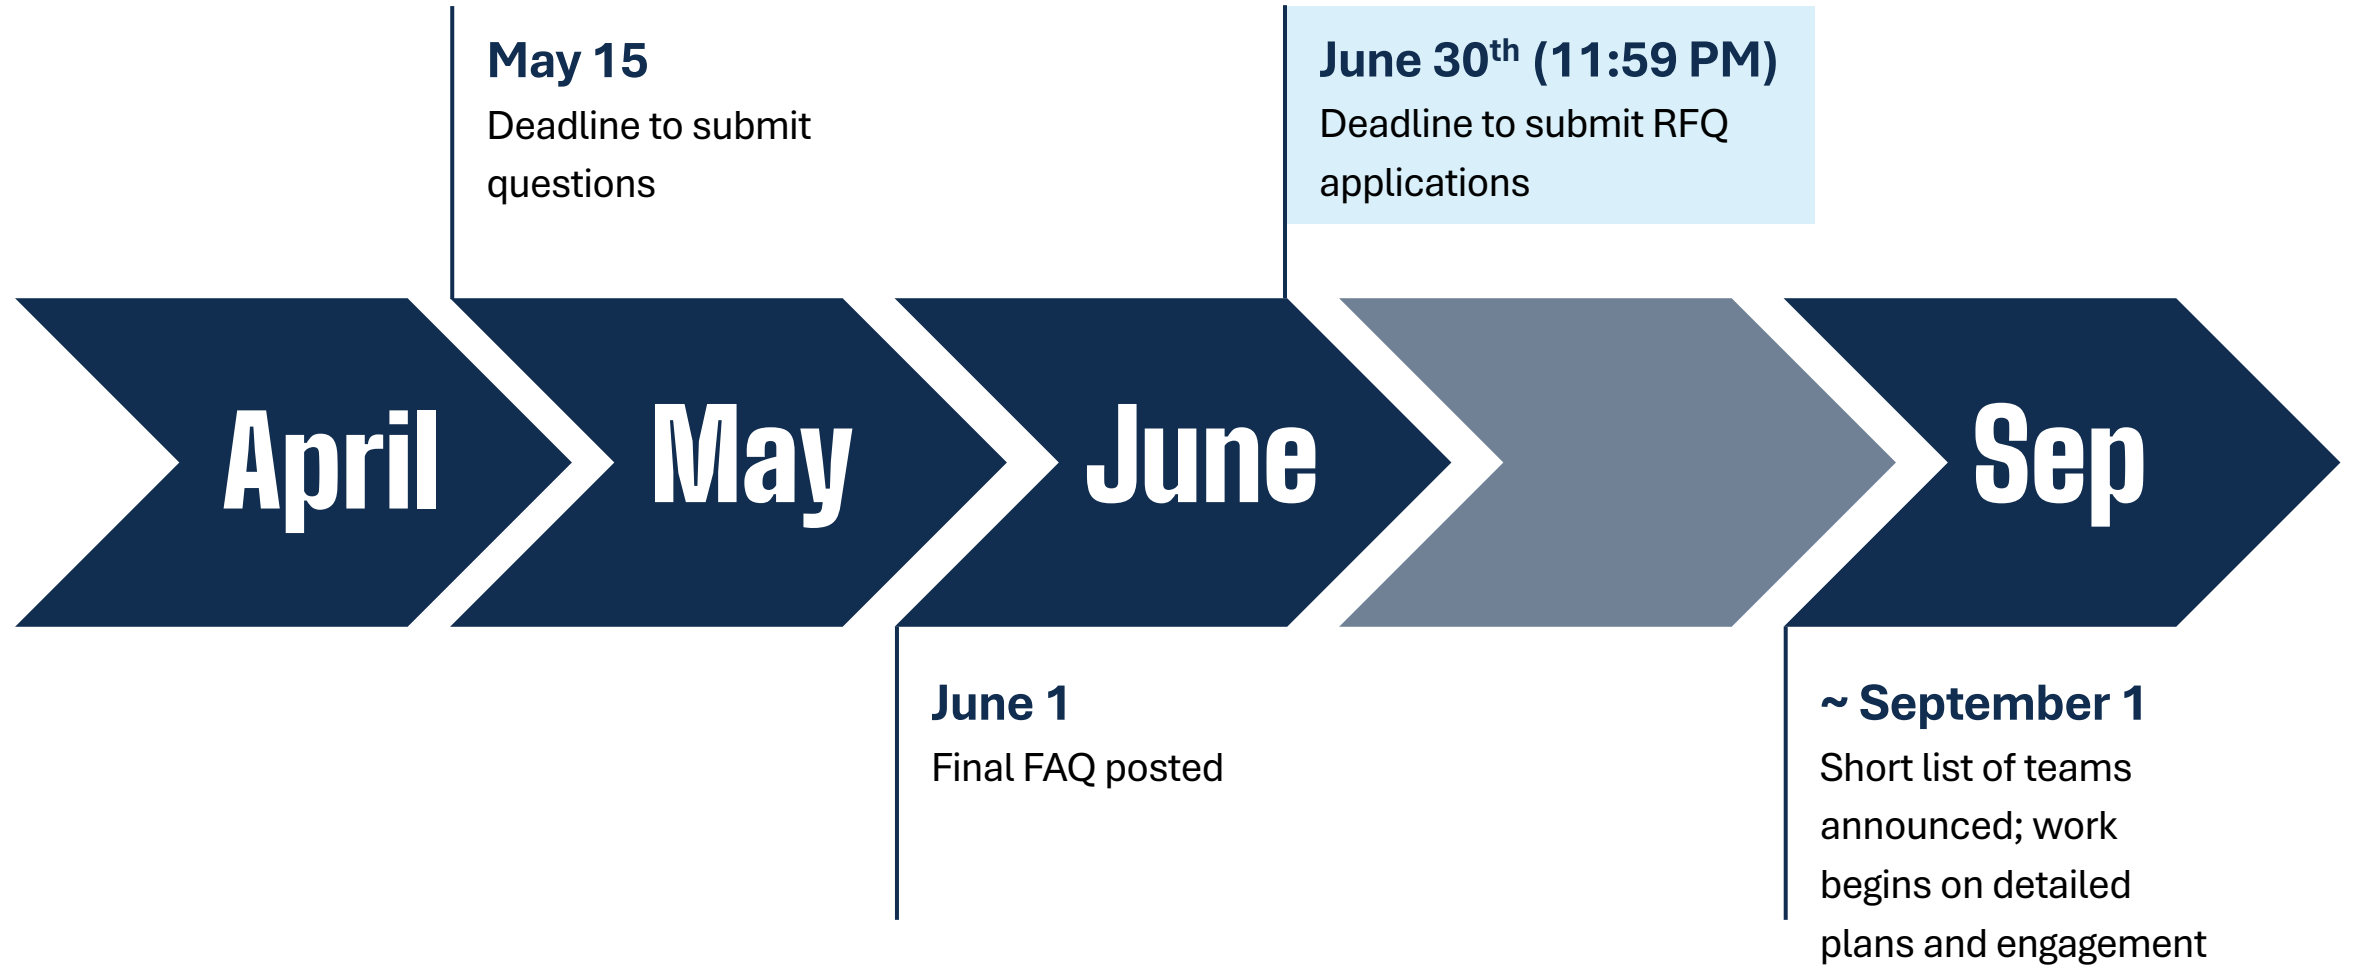 May 15
Deadline to submit
questions
June 30th (11:59 PM)
Deadline to submit RFQ
applications
April
May
June
Sep
June 1
Final FAQ posted
~ September 1
Short list of teams
announced; work
begins on detailed
plans and engagement